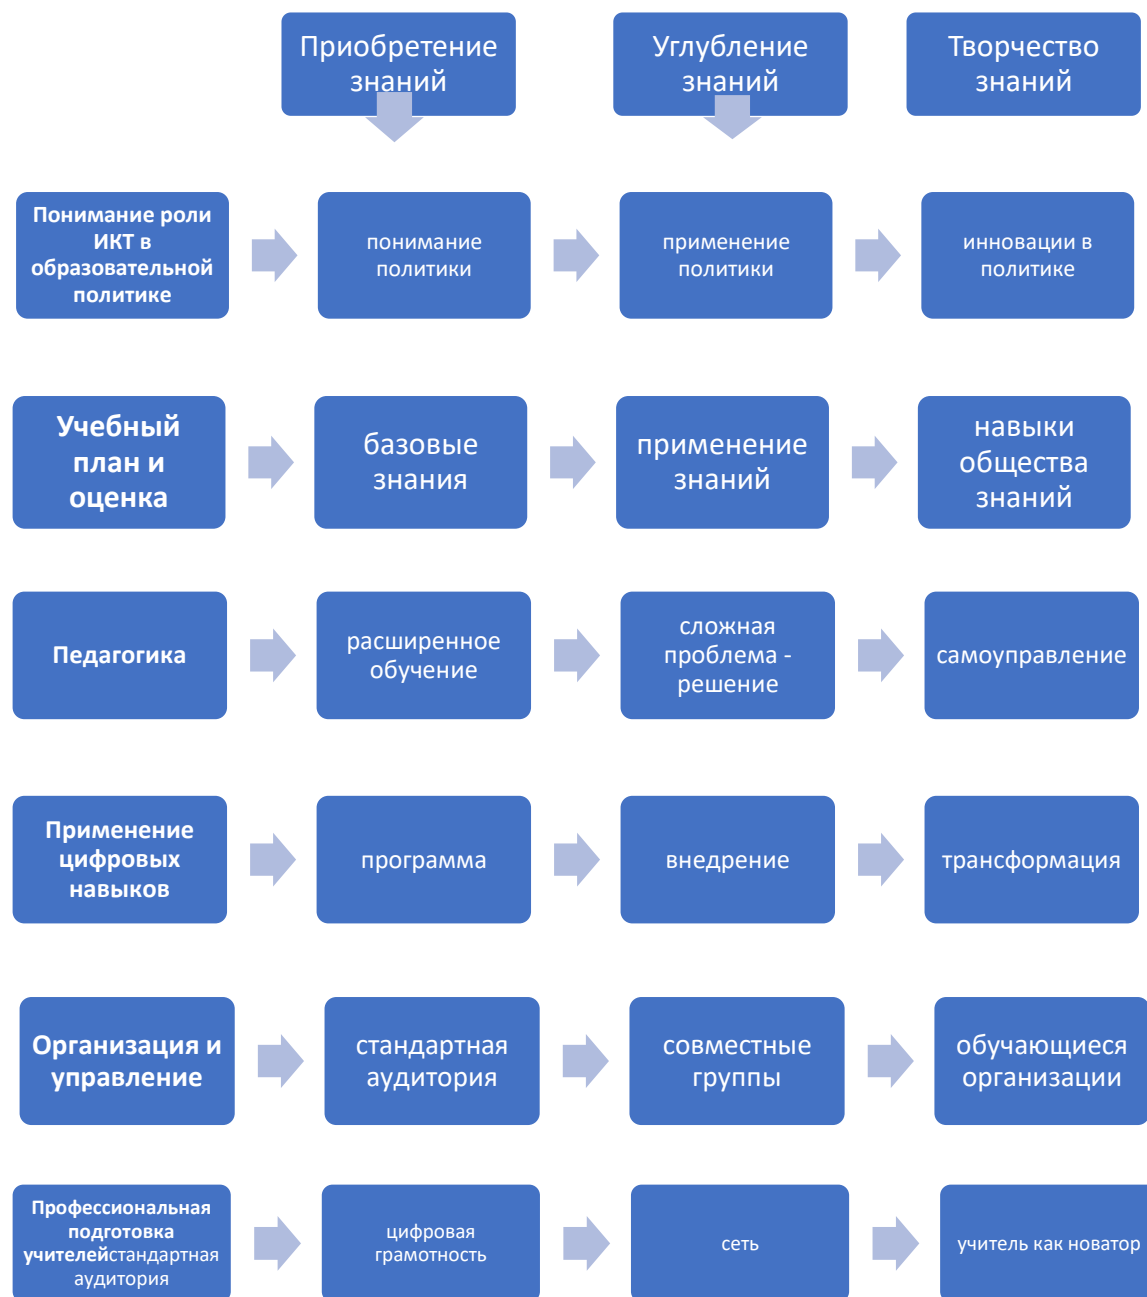 Приобретение
знаний
Углубление
знаний
Творчество
знаний
Понимание роли
ИКТ в
образовательной
политике
понимание
политики
применение
политики
инновации в
политике
Учебный
план и
оценка
базовые
знания
применение
знаний
навыки
общества
знаний
Педагогика
расширенное
обучение
сложная
проблема -
решение
самоуправление
Применение
цифровых
навыков
программа
внедрение
трансформация
Организация и
управление
стандартная
аудитория
совместные
группы
обучающиеся
организации
Профессиональная
подготовка
учителейстандартная
аудитория
цифровая
грамотность
сеть
учитель как новатор